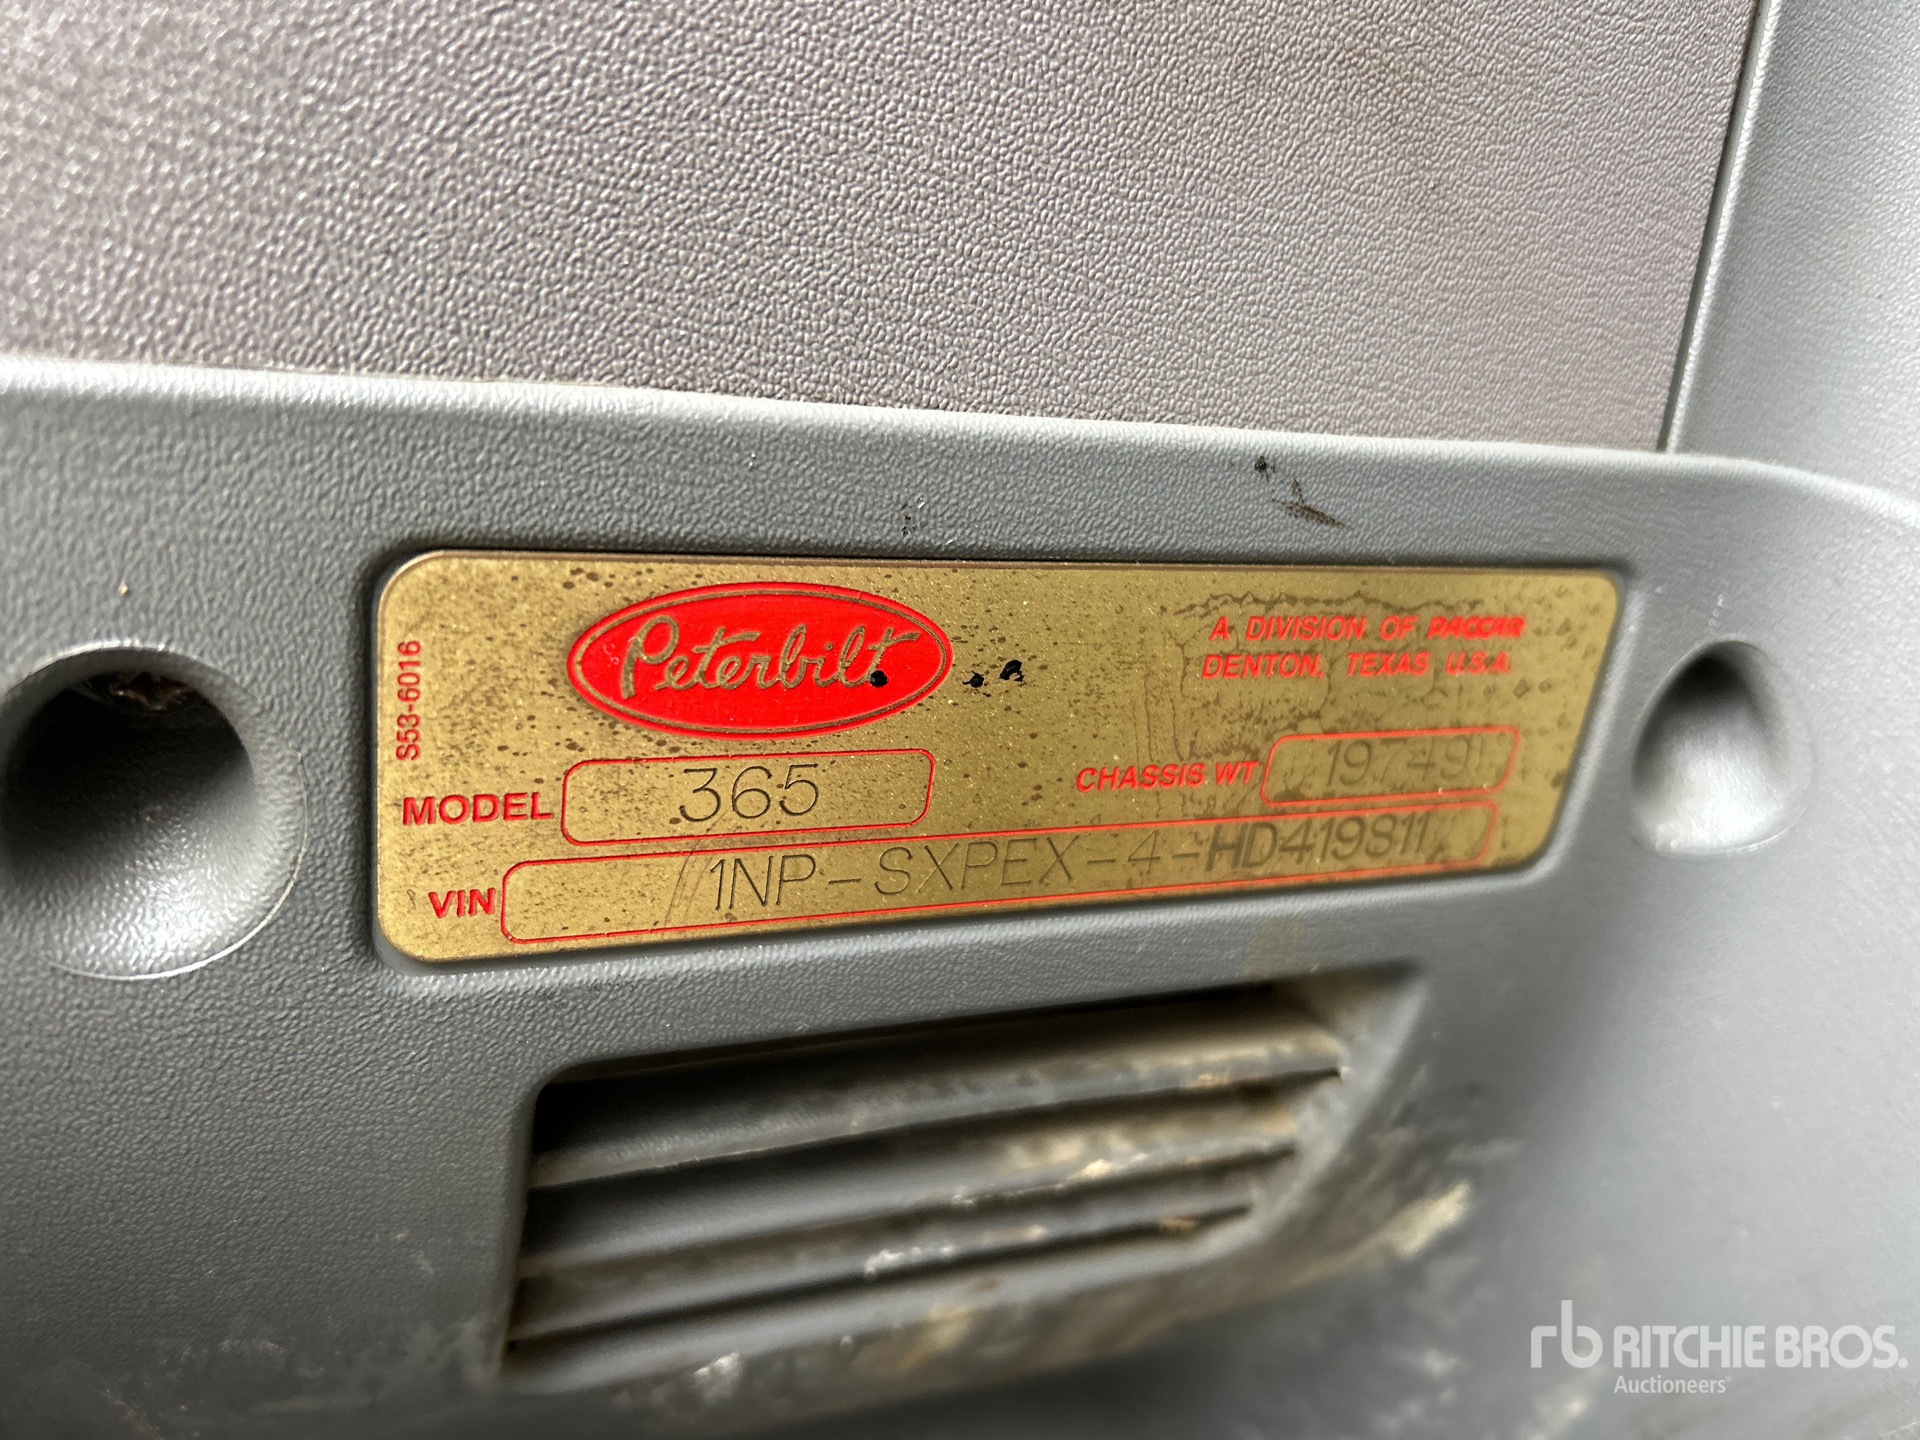 S53-6016
Peterbilt
A DIVISION OF PACCAR
DENTON, TEXAS U.S.A.
MODEL 365
CHASSIS WT 19749
VIN 1NP-SXPEX-4-HD419811
rb RITCHIE BROS.
Auctioneers